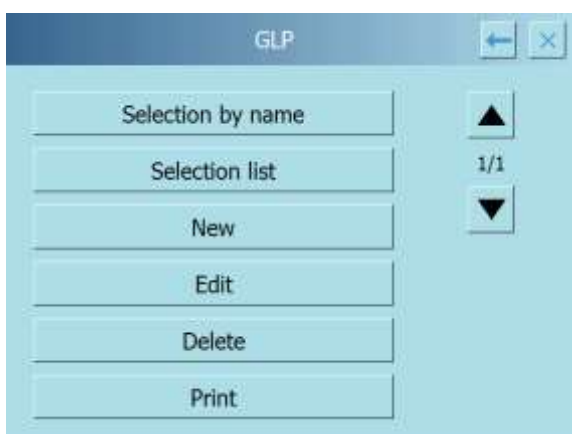 GLP
Selection by name
Selection list
1/1
New
Edit
Delete
Print